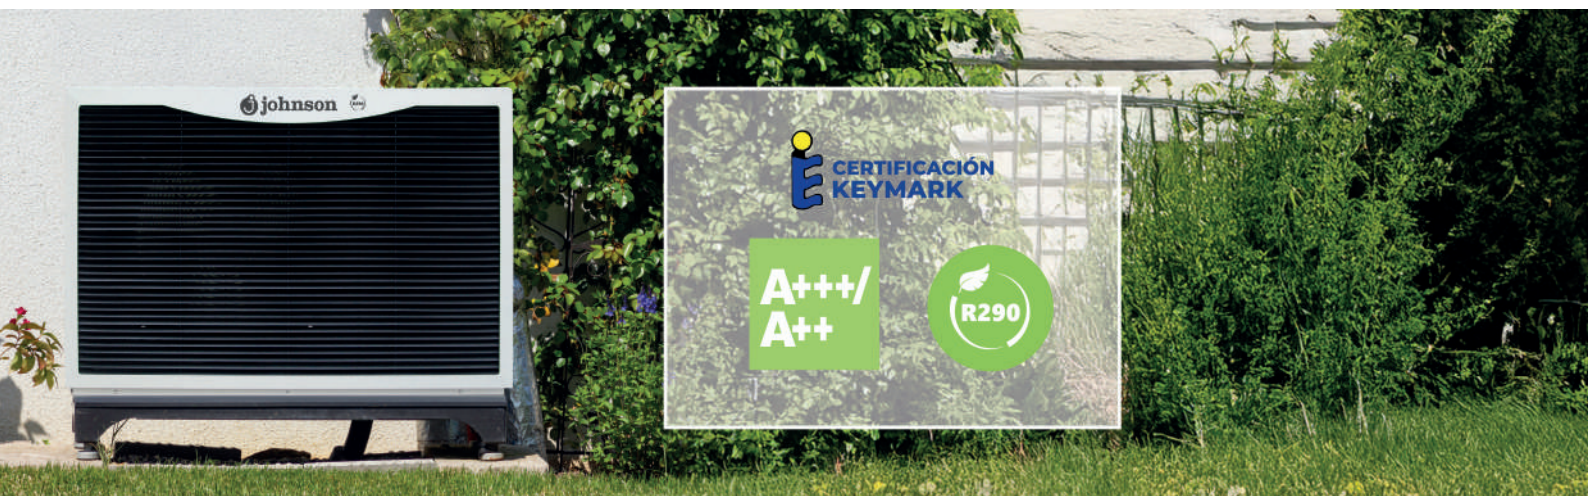 johnson
CERTIFICACIÓN
KEYMARK
A+++/
A++
R290